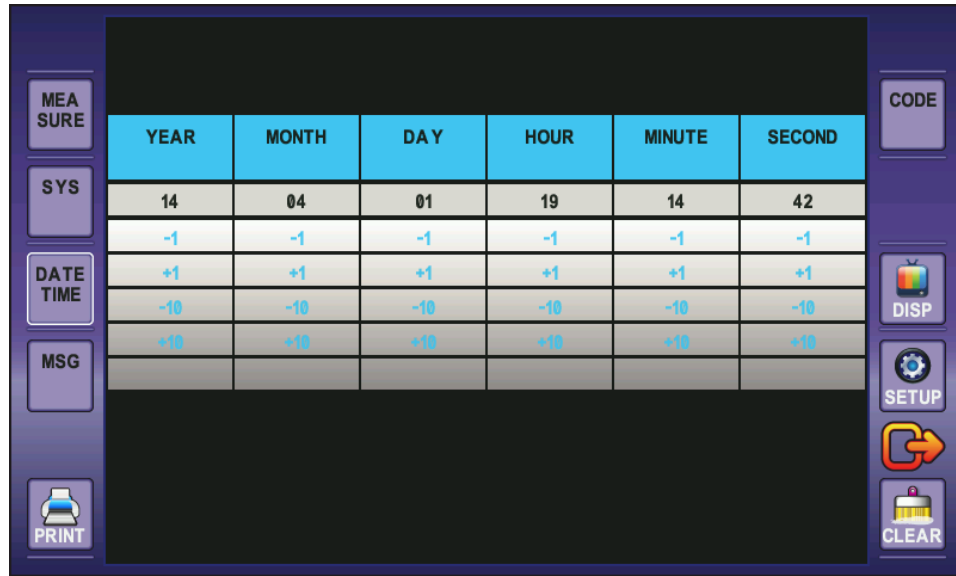 MEA
SURE
SYS
DATE
TIME
MSG
PRINT
YEAR MONTH DAY HOUR MINUTE SECOND
14 04 01 19 14 42
-1 -1 -1 -1 -1 -1
+1 +1 +1 +1 +1 +1
-10 -10 -10 -10 -10 -10
+10 +10 +10 +10 +10 +10
CODE
DISP
SETUP
CLEAR